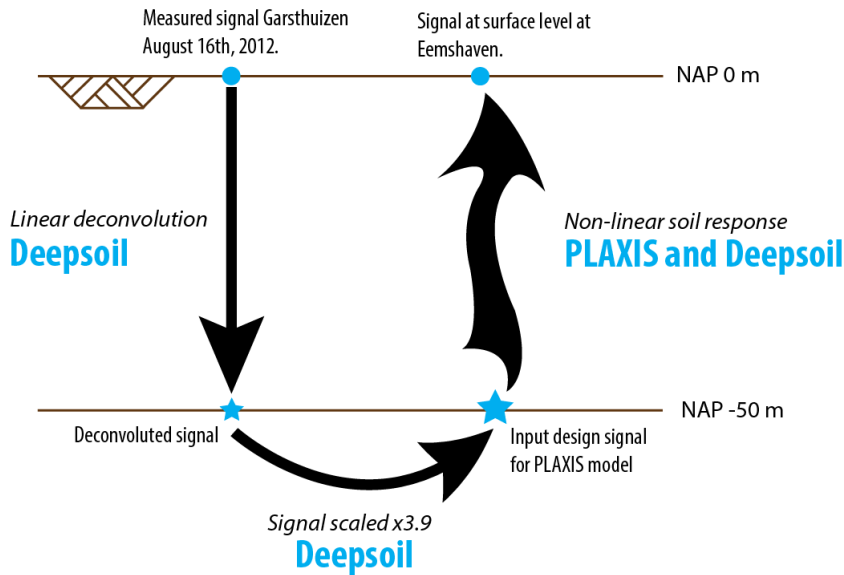 Measured signal Garsthuizen
August 16th, 2012.
Signal at surface level at
Eemshaven.
NAP 0 m
Linear deconvolution
Deepsoil
Non-linear soil response
PLAXIS and Deepsoil
NAP -50 m
Deconvoluted signal
Input design signal
for PLAXIS model
Signal scaled x3.9
Deepsoil